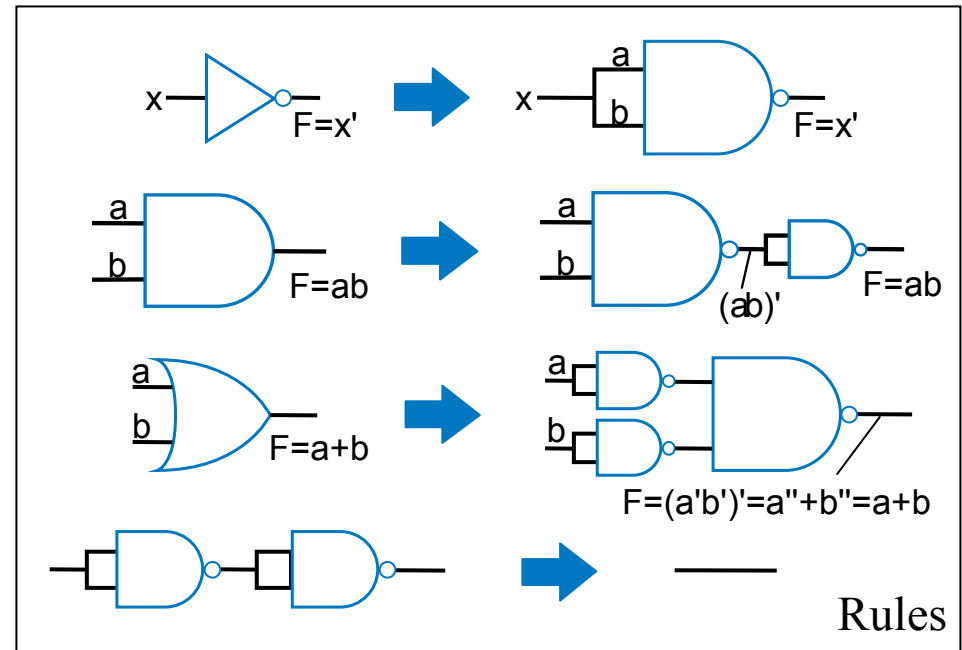 x F=x' x a b F=x'
a b F=ab a b (ab)' F=ab
a b F=a+b a b F=(a'b')'=a''+b''=a+b
Rules